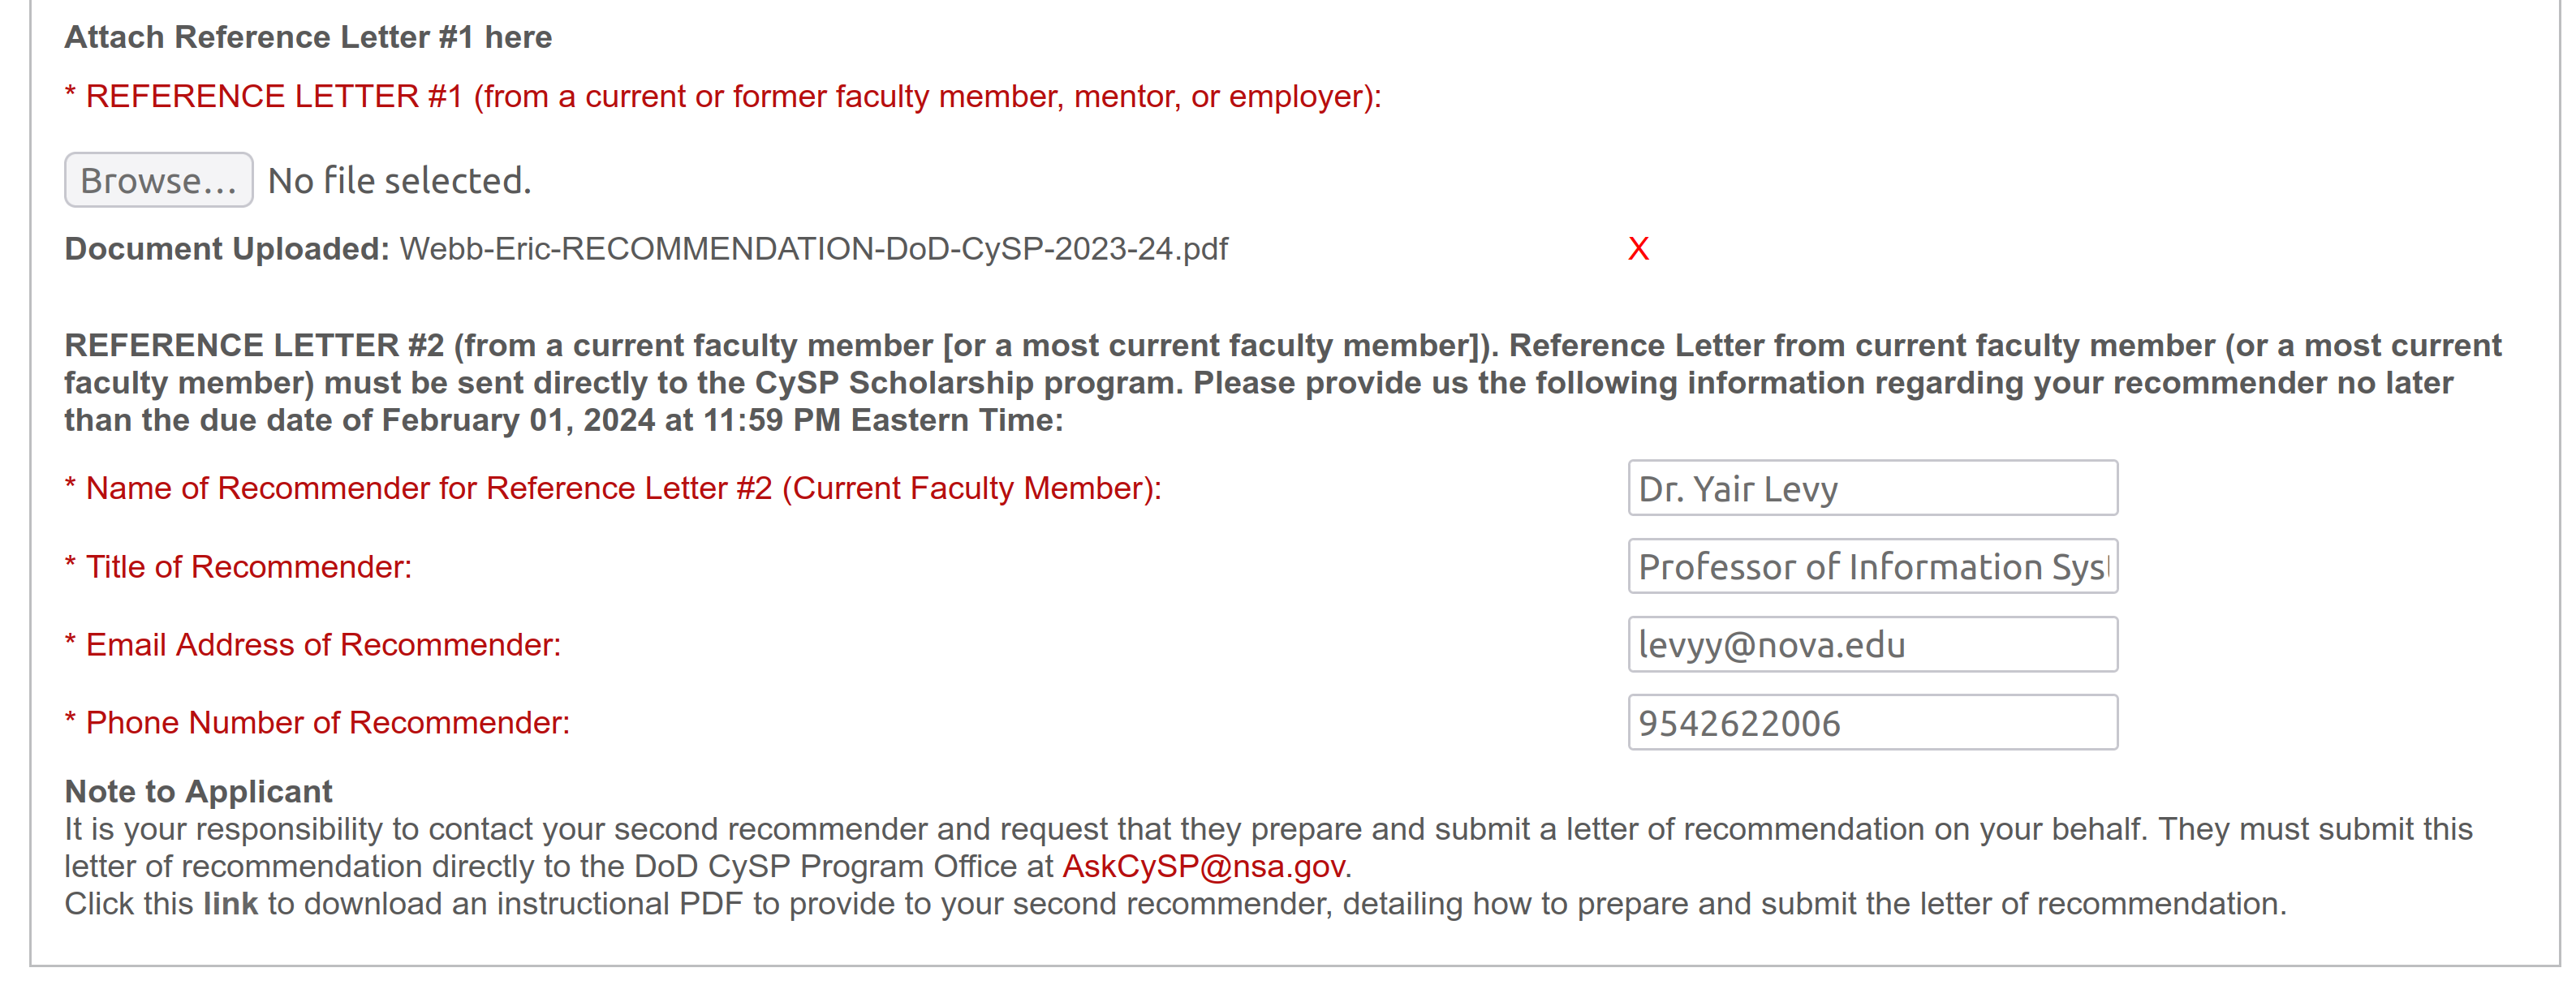 Attach Reference Letter #1 here
* REFERENCE LETTER #1 (from a current or former faculty member, mentor, or employer):
Browse... No file selected.
Document Uploaded: Webb-Eric-RECOMMENDATION-DoD-CySP-2023-24.pdf X
REFERENCE LETTER #2 (from a current faculty member [or a most current faculty member]). Reference Letter from current faculty member (or a most current
faculty member) must be sent directly to the CySP Scholarship program. Please provide us the following information regarding your recommender no later
than the due date of February 01, 2024 at 11:59 PM Eastern Time:
* Name of Recommender for Reference Letter #2 (Current Faculty Member): Dr. Yair Levy
* Title of Recommender: Professor of Information Syst
* Email Address of Recommender: levyy@nova.edu
* Phone Number of Recommender: 9542622006
Note to Applicant
It is your responsibility to contact your second recommender and request that they prepare and submit a letter of recommendation on your behalf. They must submit this
letter of recommendation directly to the DoD CySP Program Office at AskCySP@nsa.gov.
Click this link to download an instructional PDF to provide to your second recommender, detailing how to prepare and submit the letter of recommendation.